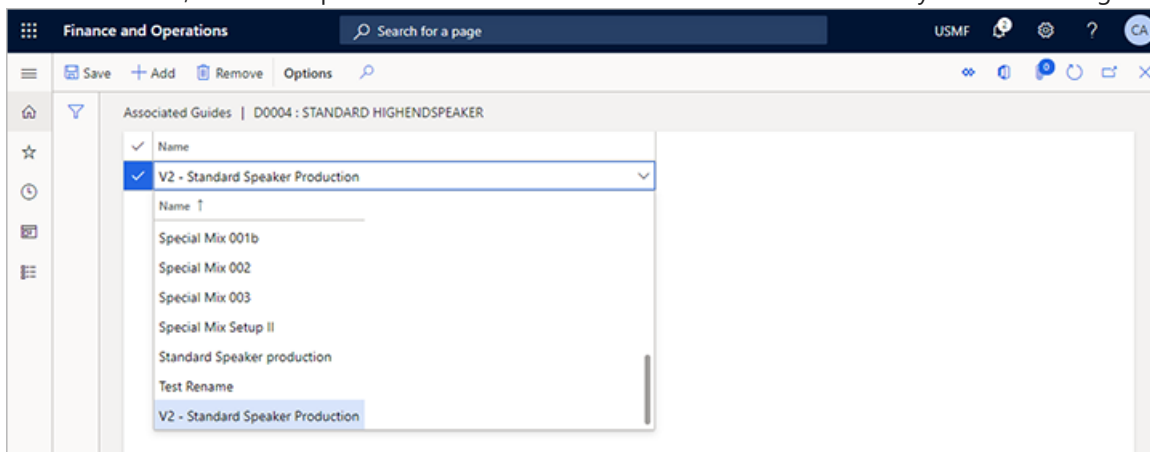 Finance and Operations Search for a page USMF 2 ? CA
Save + Add Remove Options 0
Associated Guides | D0004 : STANDARD HIGHENDSPEAKER
Name
V2 - Standard Speaker Production
Name ↑
Special Mix 001b
Special Mix 002
Special Mix 003
Special Mix Setup II
Standard Speaker production
Test Rename
V2 - Standard Speaker Production